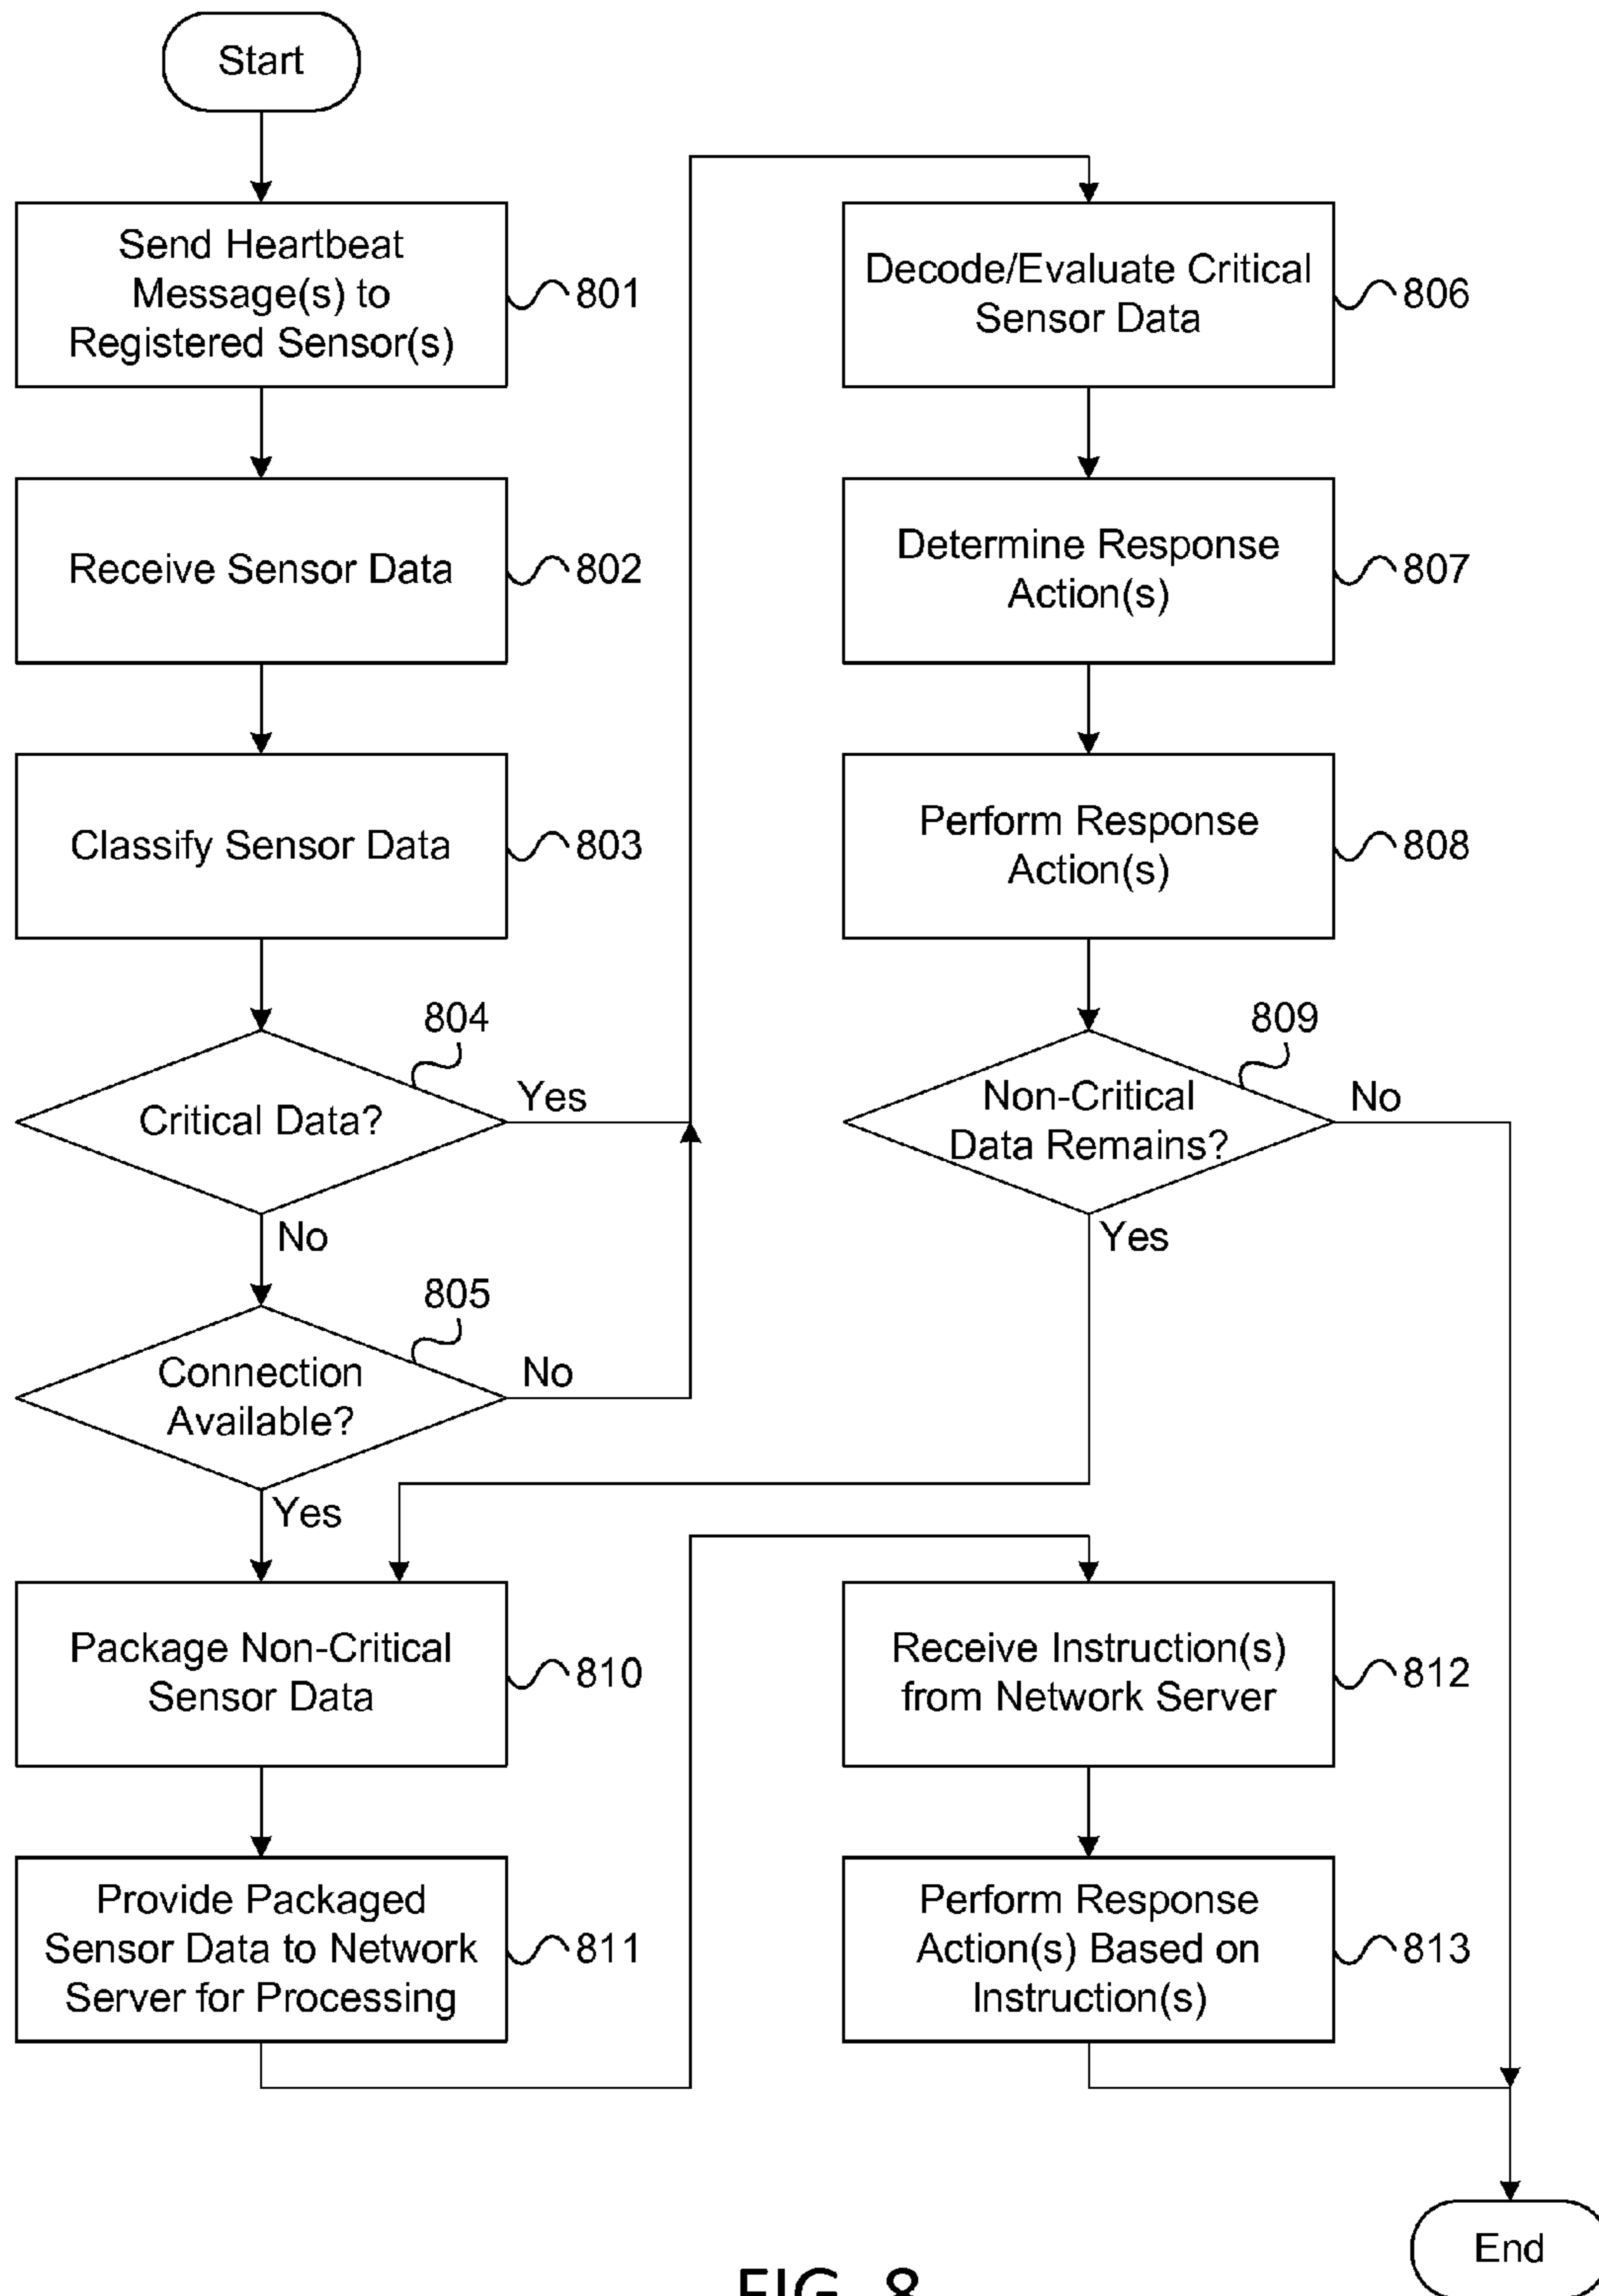 Start
Send Heartbeat
Message(s) to
Registered Sensor(s)
801
Receive Sensor Data
802
Classify Sensor Data
803
804
Critical Data?
Yes
No
805
Connection
Available?
No
Yes
Decode/Evaluate Critical
Sensor Data
806
Determine Response
Action(s)
807
Perform Response
Action(s)
808
809
Non-Critical
Data Remains?
No
Yes
Package Non-Critical
Sensor Data
810
Provide Packaged
Sensor Data to Network
Server for Processing
811
Receive Instruction(s)
from Network Server
812
Perform Response
Action(s) Based on
Instruction(s)
813
End
FIG. 8